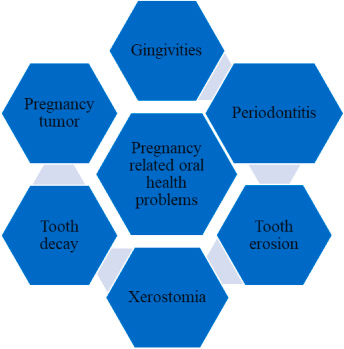 Gingivities
Periodontitis
Pregnancy
tumor
Pregnancy
related oral
health
problems
Tooth
decay
Tooth
erosion
Xerostomia